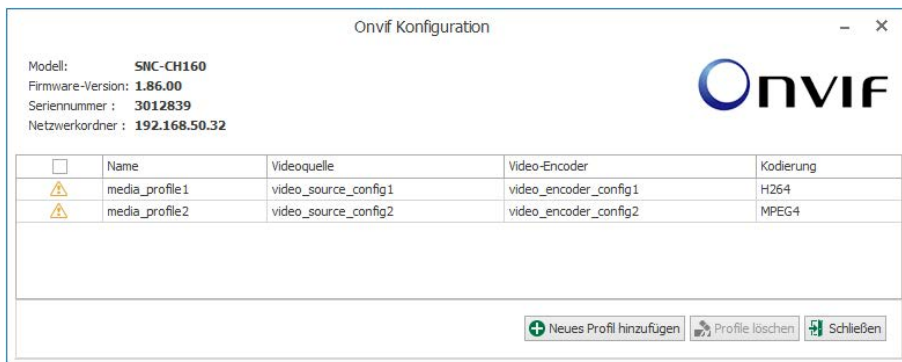 Onvif Konfiguration
Modell: SNC-CH160
Firmware-Version: 1.86.00
Seriennummer : 3012839
Netzwerkordner : 192.168.50.32
ONVIF
Name Videoquelle Video-Encoder Kodierung
media_profile1 video_source_config1 video_encoder_config1 H264
media_profile2 video_source_config2 video_encoder_config2 MPEG4
Neues Profil hinzufügen Profile löschen Schließen